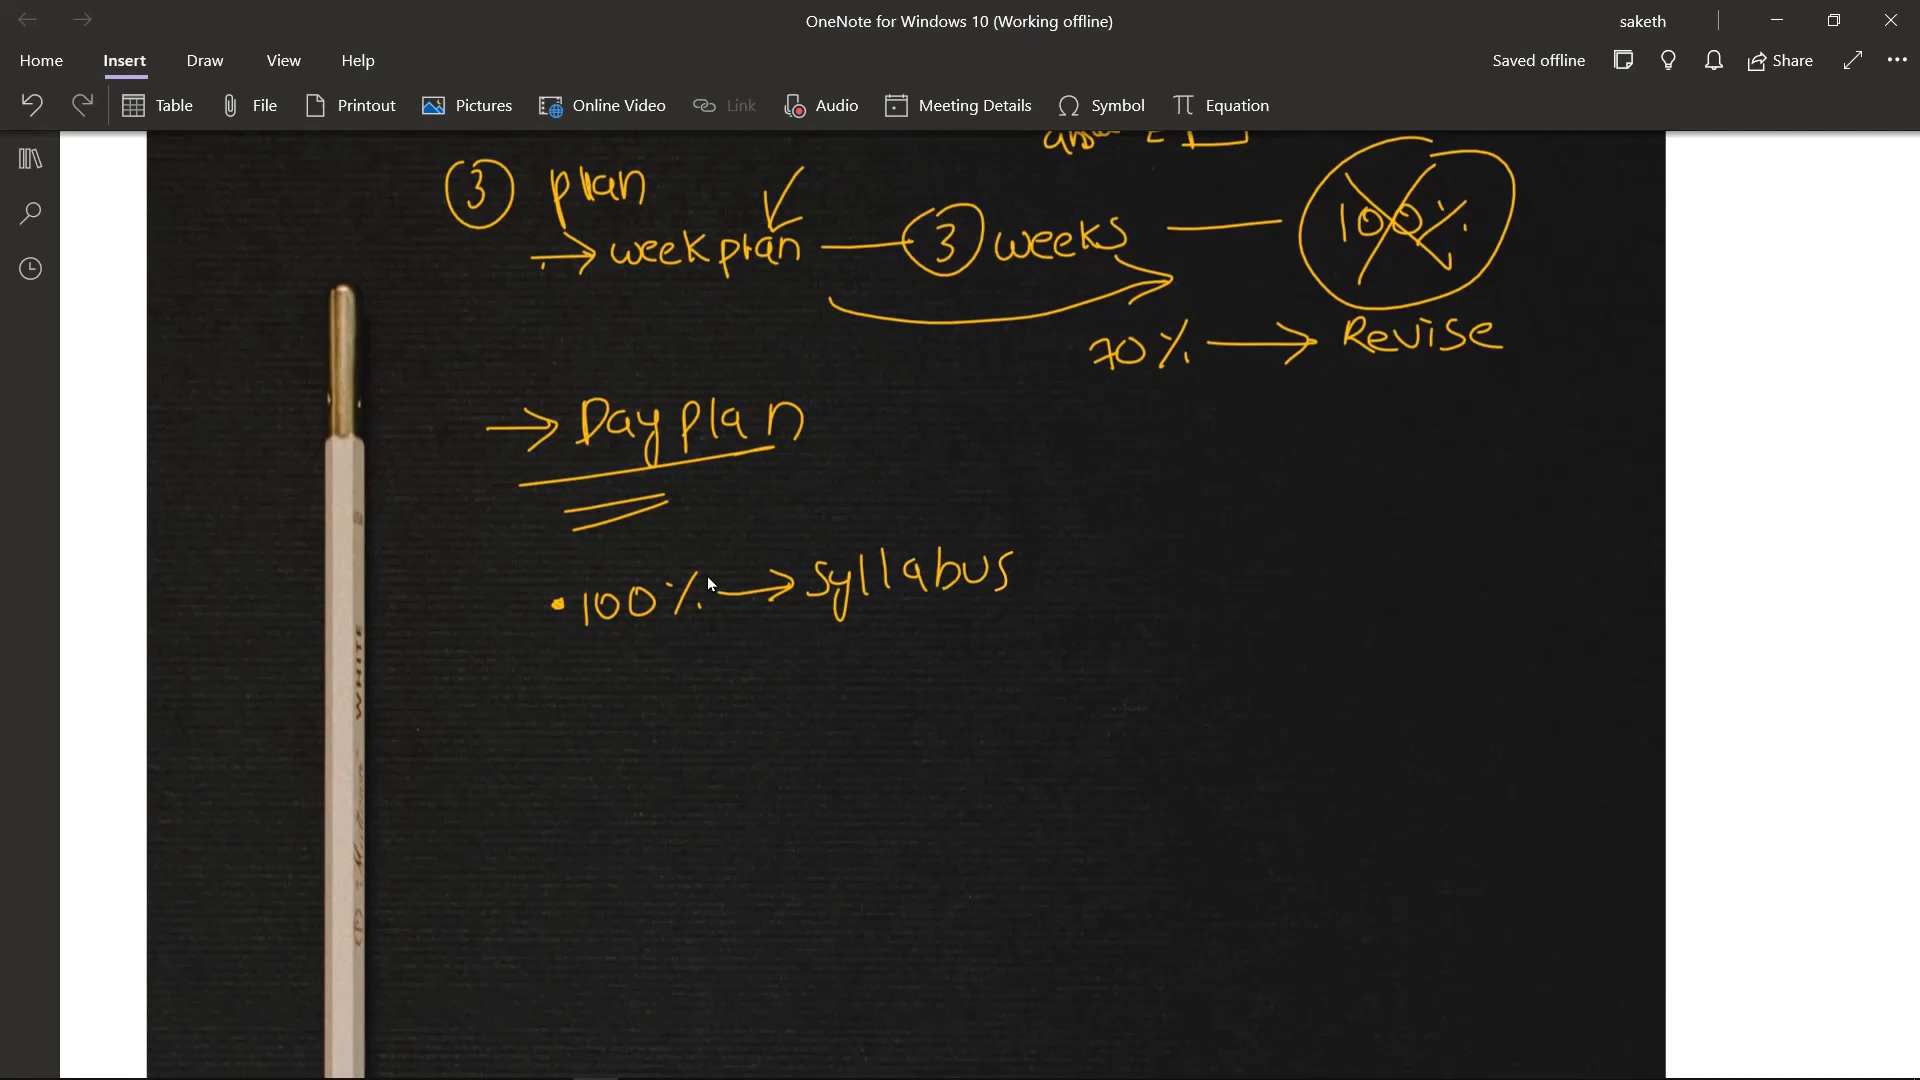 OneNote for Windows 10 (Working offline)
saketh
Home Insert Draw View Help
Saved offline Share
Table File Printout Pictures Online Video Link Audio Meeting Details Symbol Equation
3 plan
→ week plan — 3 weeks — 100%
70% → Revise
→ Day plan
• 100% → syllabus
WHITE